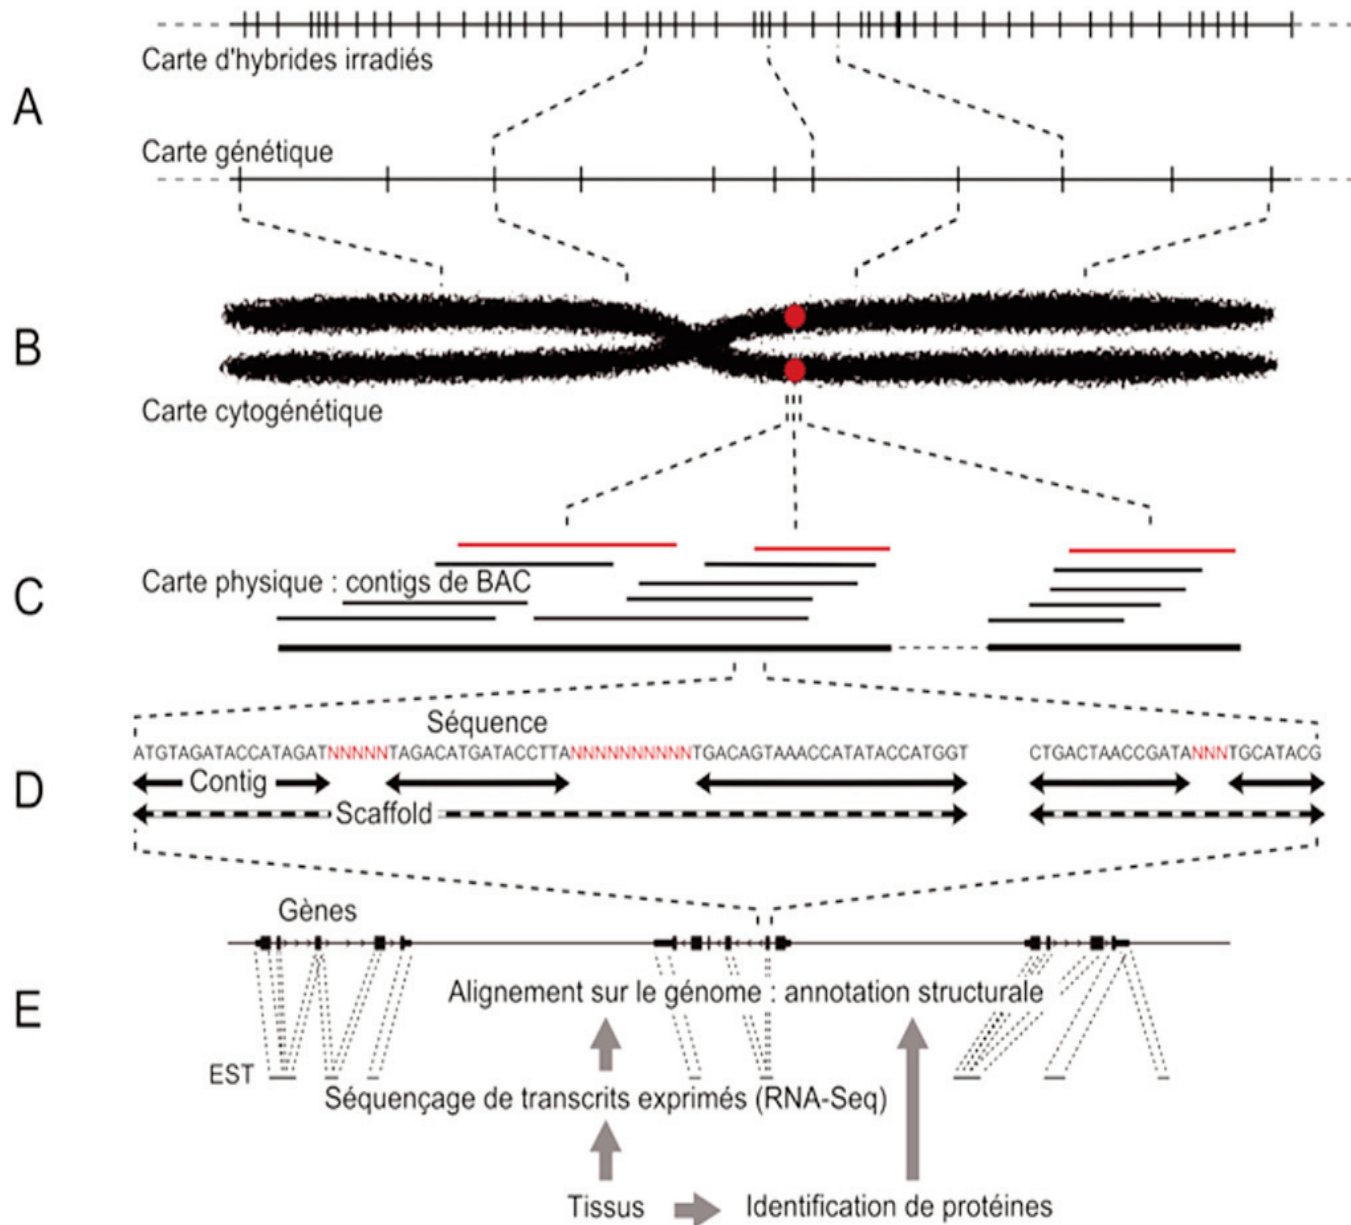 Carte d'hybrides irradiés
A
Carte génétique
B
Carte cytogénétique
C
Carte physique : contigs de BAC
Séquence
ATGTAGATACCATAGATNNNNNTAGACATGATACCTTANNNNNNNNNNTGACAGTAAACCATATACCATGGT CTGACTAACCGATANNNTGCATACG
D
Contig
Scaffold
Gènes
Alignement sur le génome : annotation structurale
E
EST
Séquençage de transcrits exprimés (RNA-Seq)
Tissus
Identification de protéines